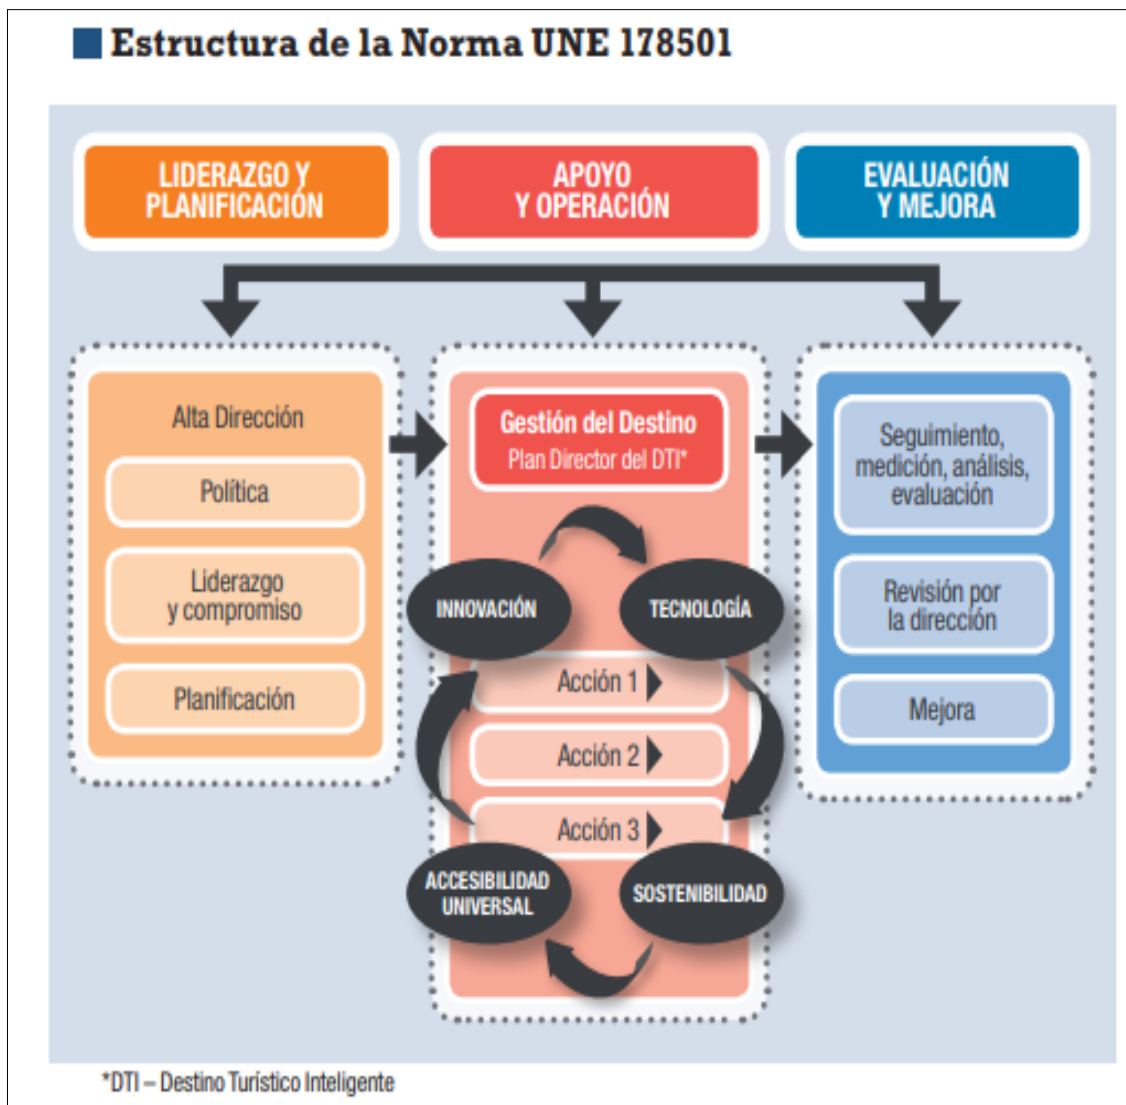 Estructura de la Norma UNE 178501
LIDERAZGO Y
PLANIFICACIÓN
APOYO
Y OPERACIÓN
EVALUACIÓN
Y MEJORA
Alta Dirección
Política
Liderazgo
y compromiso
Planificación
Gestión del Destino
Plan Director del DTI*
INNOVACIÓN
TECNOLOGÍA
Acción 1
Acción 2
Acción 3
ACCESIBILIDAD
UNIVERSAL
SOSTENIBILIDAD
Seguimiento,
medición, análisis,
evaluación
Revisión por
la dirección
Mejora
*DTI – Destino Turístico Inteligente